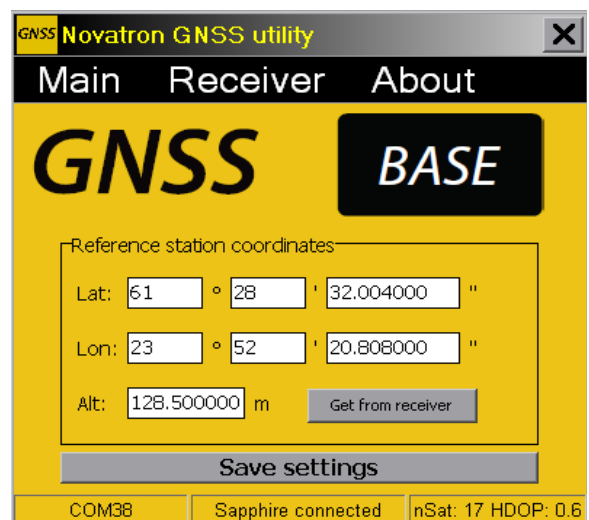 GNSS Novatron GNSS utility X
Main Receiver About
GNSS BASE
Reference station coordinates
Lat: 61 ° 28 ' 32.004000 "
Lon: 23 ° 52 ' 20.808000 "
Alt: 128.500000 m Get from receiver
Save settings
COM38 Sapphire connected nSat: 17 HDOP: 0.6